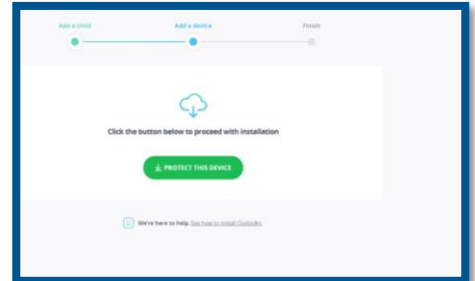 Add a child
Add a device
Finish
Click the button below to proceed with installation
PROTECT THIS DEVICE
We're here to help. See how to install Qustodio.